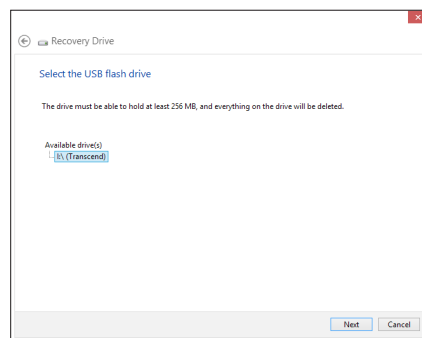 Recovery Drive
Select the USB flash drive
The drive must be able to hold at least 256 MB, and everything on the drive will be deleted.
Available drive(s)
I:\ (Transcend)
Next Cancel